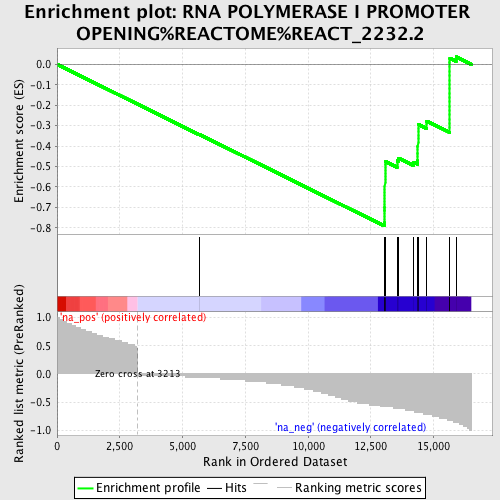 Enrichment plot: RNA POLYMERASE I PROMOTER
OPENING%REACTOME%REACT_2232.2
Enrichment score (ES)
0.0
-0.1
-0.2
-0.3
-0.4
-0.5
-0.6
-0.7
-0.8
Ranked list metric (PreRanked)
1.0
0.5
0.0
-0.5
-1.0
'na_pos' (positively correlated)
Zero cross at 3213
'na_neg' (negatively correlated)
0 2,500 5,000 7,500 10,000 12,500 15,000
Rank in Ordered Dataset
Enrichment profile Hits Ranking metric scores